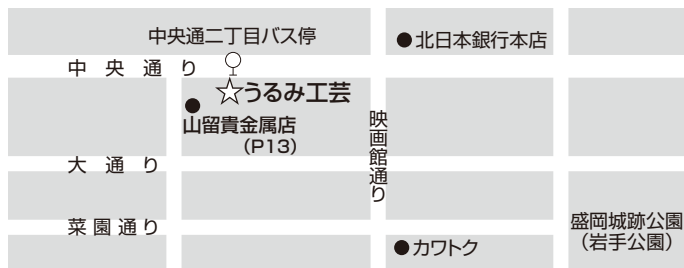 中央通二丁目バス停
北日本銀行本店
中央通り
うるみ工芸
山留貴金属店
(P13)
映画館通り
大通り
菜園通り
盛岡城跡公園
(岩手公園)
カワトク